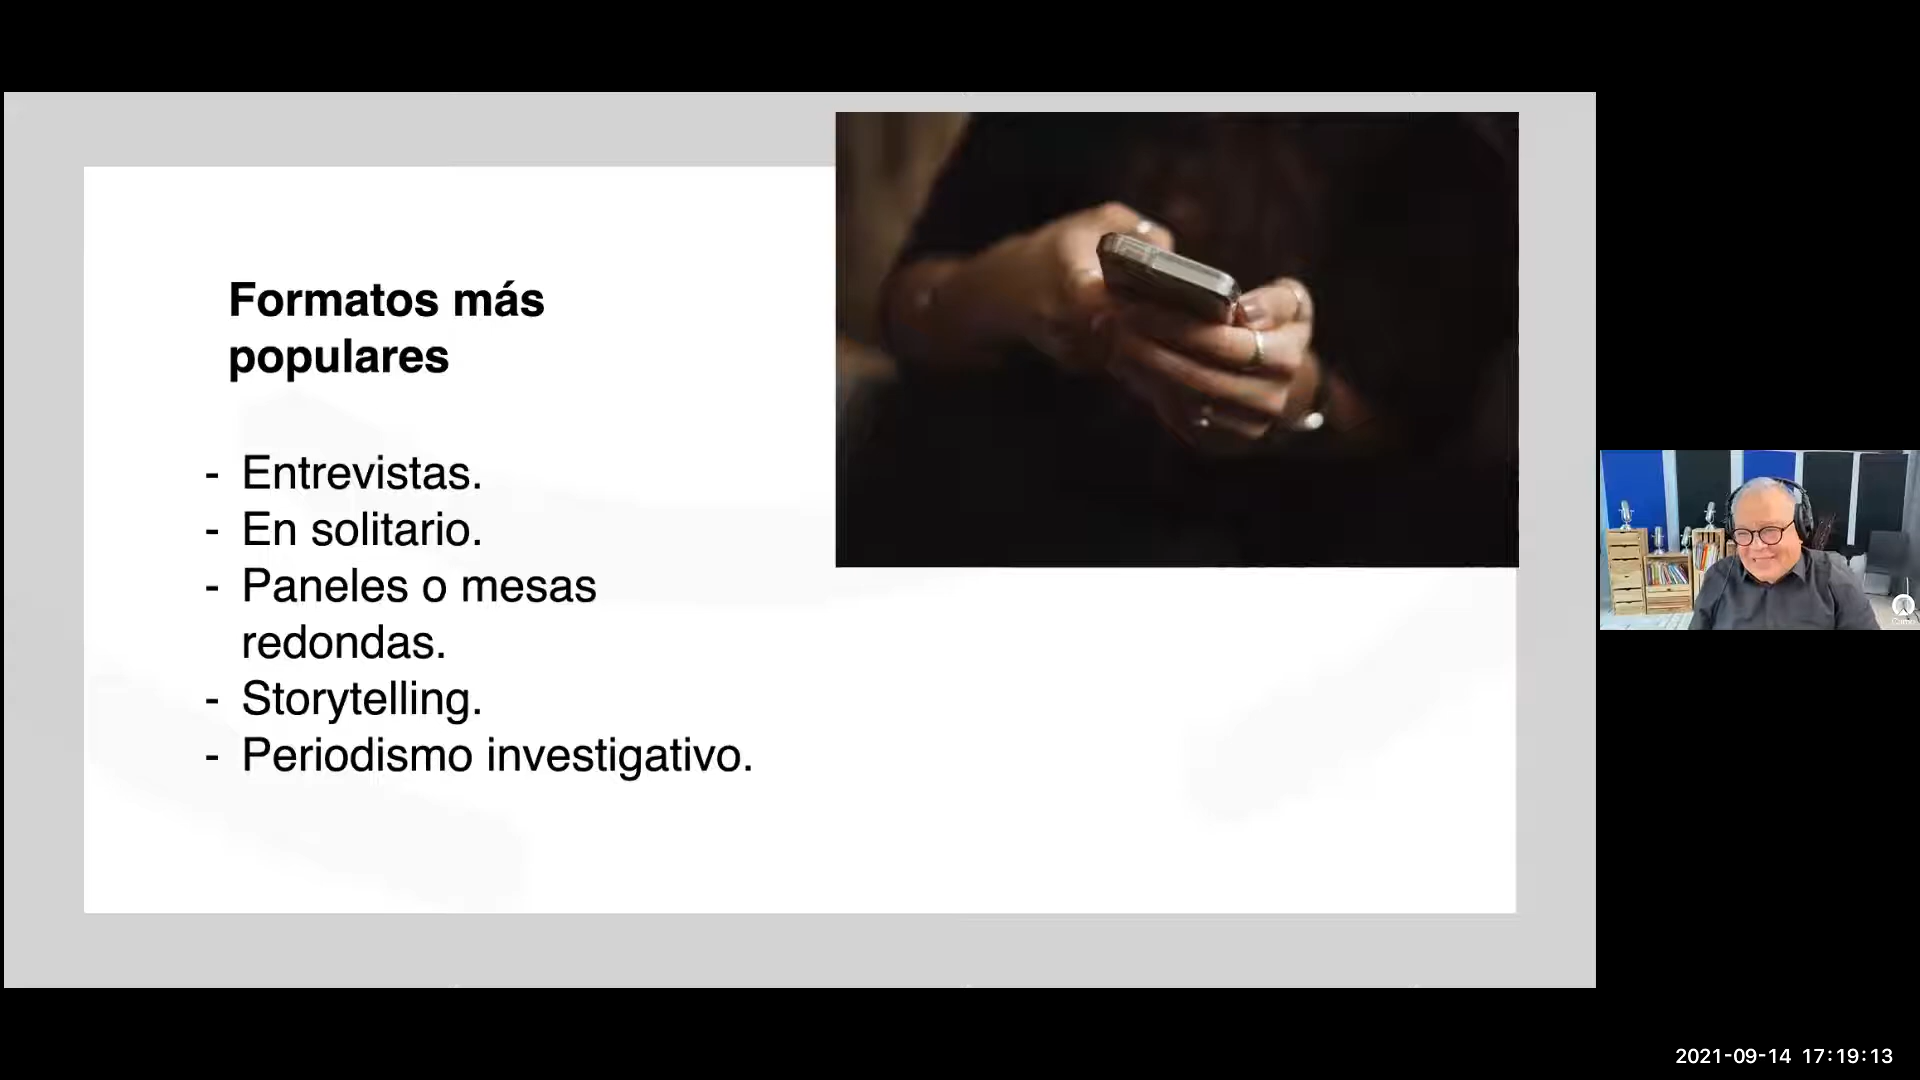 Formatos más
populares
- Entrevistas.
- En solitario.
- Paneles o mesas
redondas.
- Storytelling.
- Periodismo investigativo.
2021-09-14 17:19:13